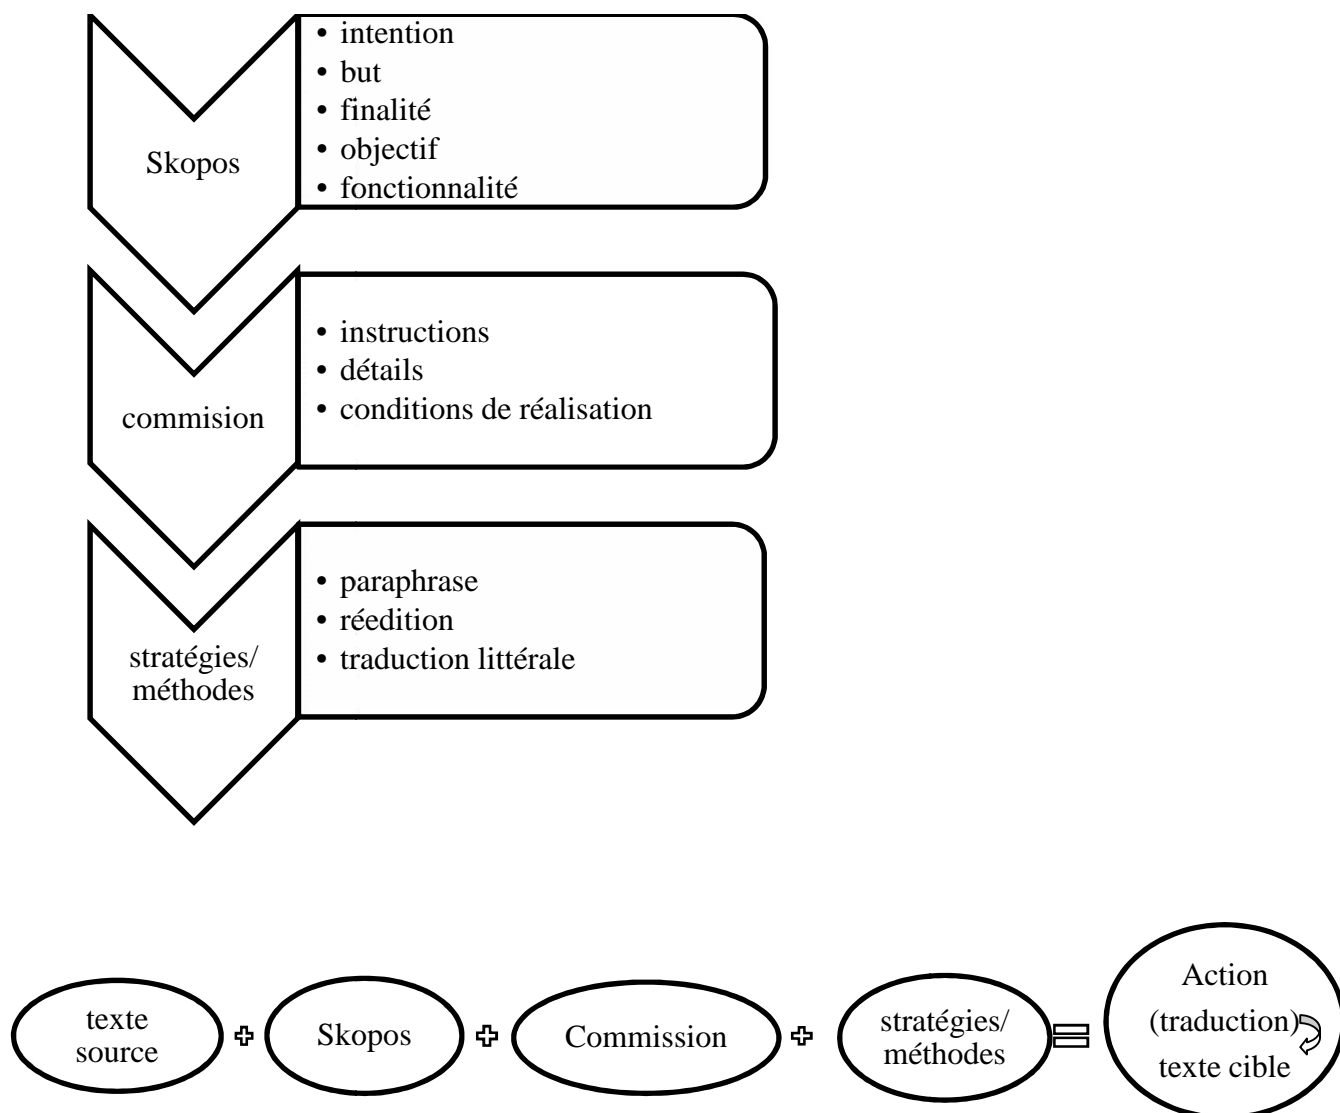 Skopos
• intention
• but
• finalité
• objectif
• fonctionnalité
commision
• instructions
• détails
• conditions de réalisation
stratégies/
méthodes
• paraphrase
• réedition
• traduction littérale
texte
source
Skopos
Commission
stratégies/
méthodes
Action
(traduction)
texte cible